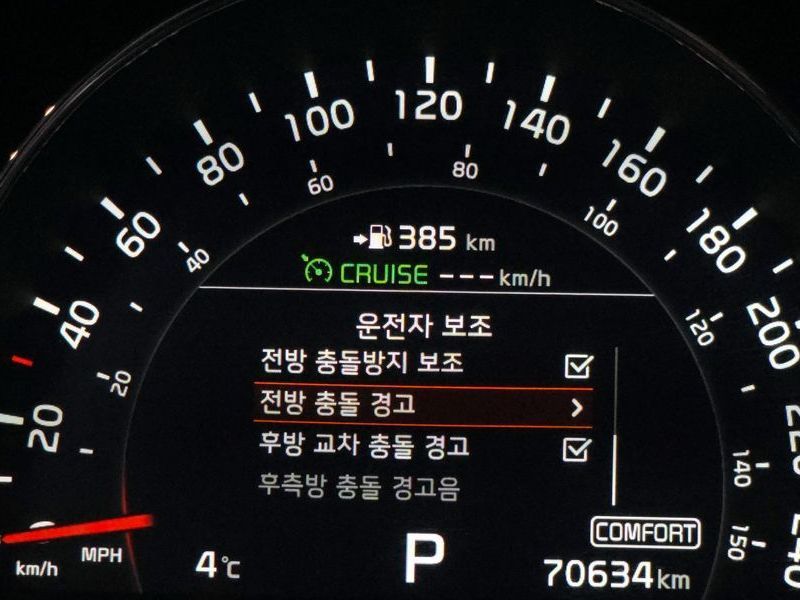 120
100
140
80
160
60
80
60
100
180
40
385 km
CRUISE ---km/h
운전자 보조
40
120
200
전방 충돌방지 보조
20
전방 충돌 경고
20
후방 교차 충돌 경고
140
후측방 충돌 경고음
COMFORT
150
240
km/h
MPH
4℃
P
70634km